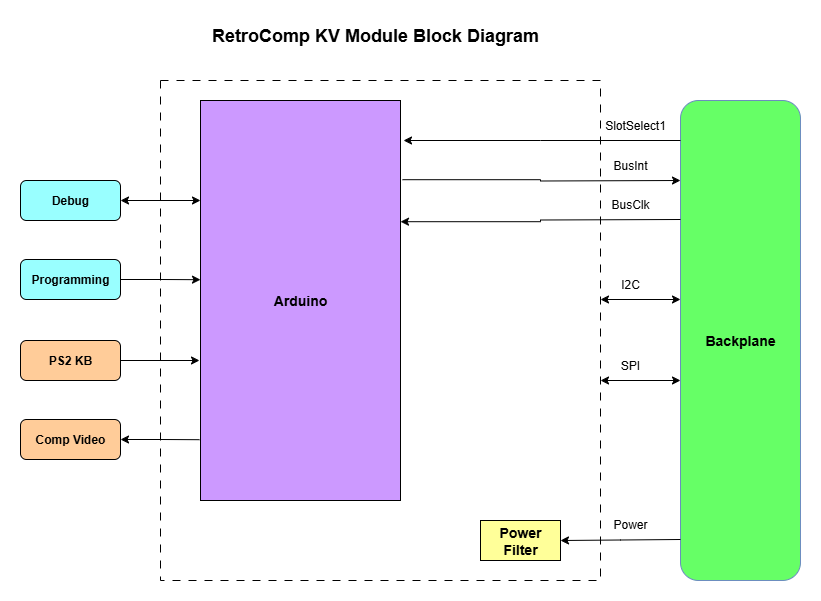 RetroComp KV Module Block Diagram
SlotSelect1
BusInt
Debug
BusClk
Programming
I2C
Arduino
Backplane
PS2 KB
SPI
Comp Video
Power
Filter
Power